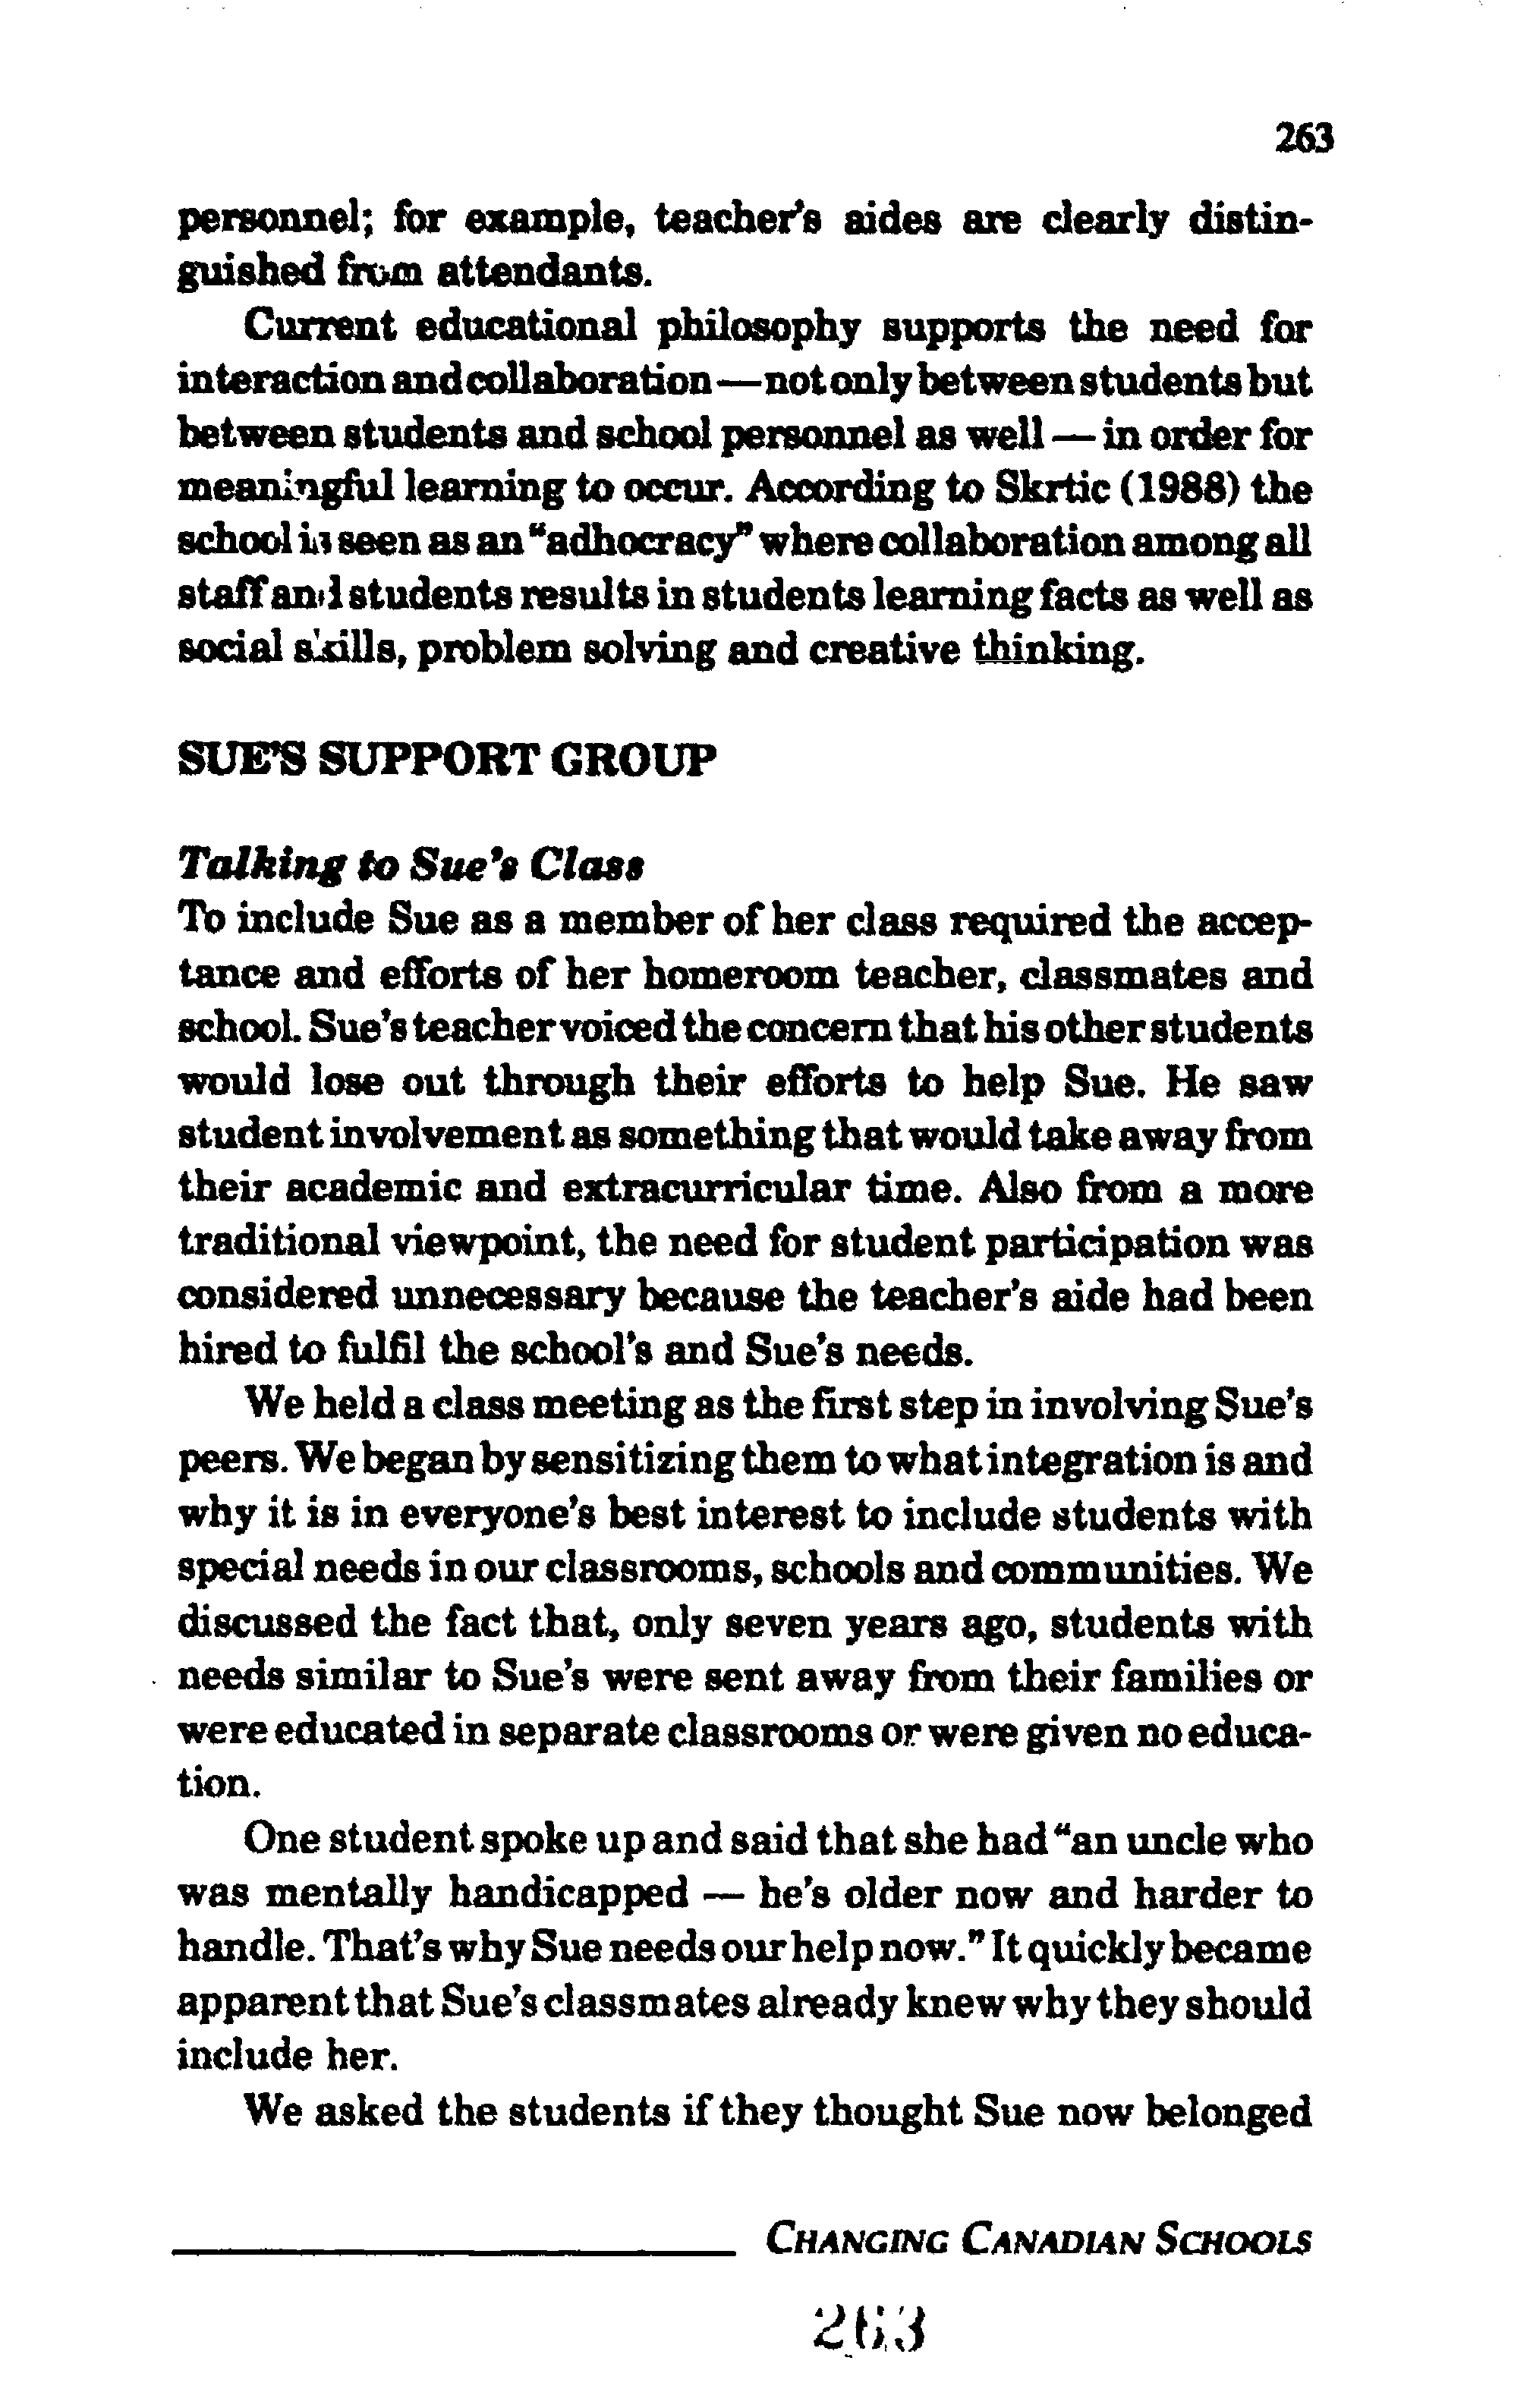 263
personnel; for example, teacher's aides are clearly distin-
guished from attendants.
Current educational philosophy supports the need for
interaction and collaboration — not only between students but
between students and school personnel as well — in order for
meaningful learning to occur. According to Skrtic (1988) the
school is seen as an "adhocracy" where collaboration among all
staff and students results in students learning facts as well as
social skills, problem solving and creative thinking.
SUE'S SUPPORT GROUP
Talking to Sue's Class
To include Sue as a member of her class required the accep-
tance and efforts of her homeroom teacher, classmates and
school. Sue's teacher voiced the concern that his other students
would lose out through their efforts to help Sue. He saw
student involvement as something that would take away from
their academic and extracurricular time. Also from a more
traditional viewpoint, the need for student participation was
considered unnecessary because the teacher's aide had been
hired to fulfil the school's and Sue's needs.
We held a class meeting as the first step in involving Sue's
peers. We began by sensitizing them to what integration is and
why it is in everyone's best interest to include students with
special needs in our classrooms, schools and communities. We
discussed the fact that, only seven years ago, students with
needs similar to Sue's were sent away from their families or
were educated in separate classrooms or were given no educa-
tion.
One student spoke up and said that she had "an uncle who
was mentally handicapped — he's older now and harder to
handle. That's why Sue needs our help now." It quickly became
apparent that Sue's classmates already knew why they should
include her.
We asked the students if they thought Sue now belonged
CHANGING CANADIAN SCHOOLS
263